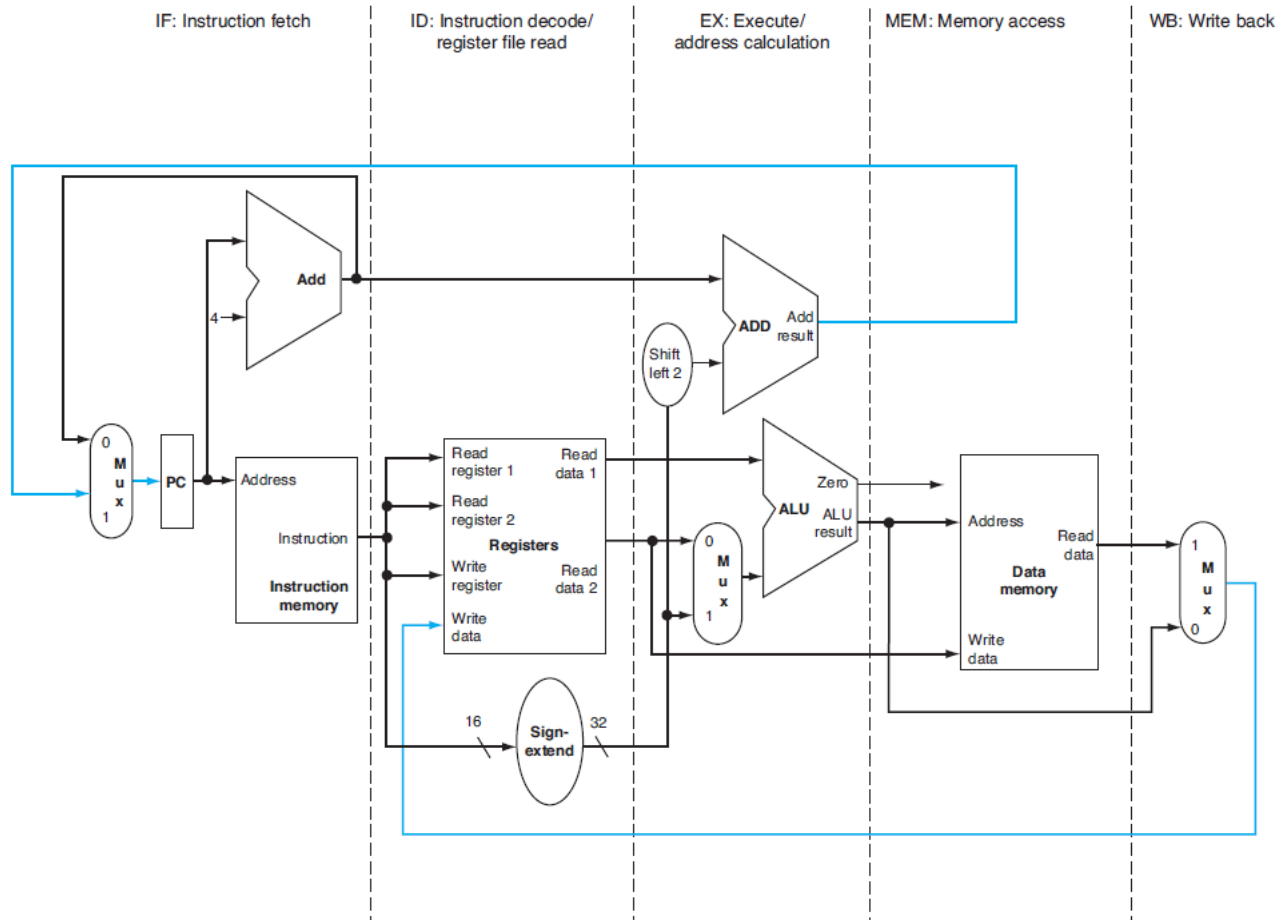 IF: Instruction fetch
ID: Instruction decode/
register file read
EX: Execute/
address calculation
MEM: Memory access
WB: Write back
Add
4
ADD
Add
result
Shift
left 2
0
M
u
x
1
PC
Address
Instruction
Instruction
memory
Read
register 1
Read
register 2
Write
register
Write
data
Registers
Read
data 1
Read
data 2
16
Sign-
extend
32
0
M
u
x
1
Zero
ALU
ALU
result
Address
Write
data
Data
memory
Read
data
1
M
u
x
0